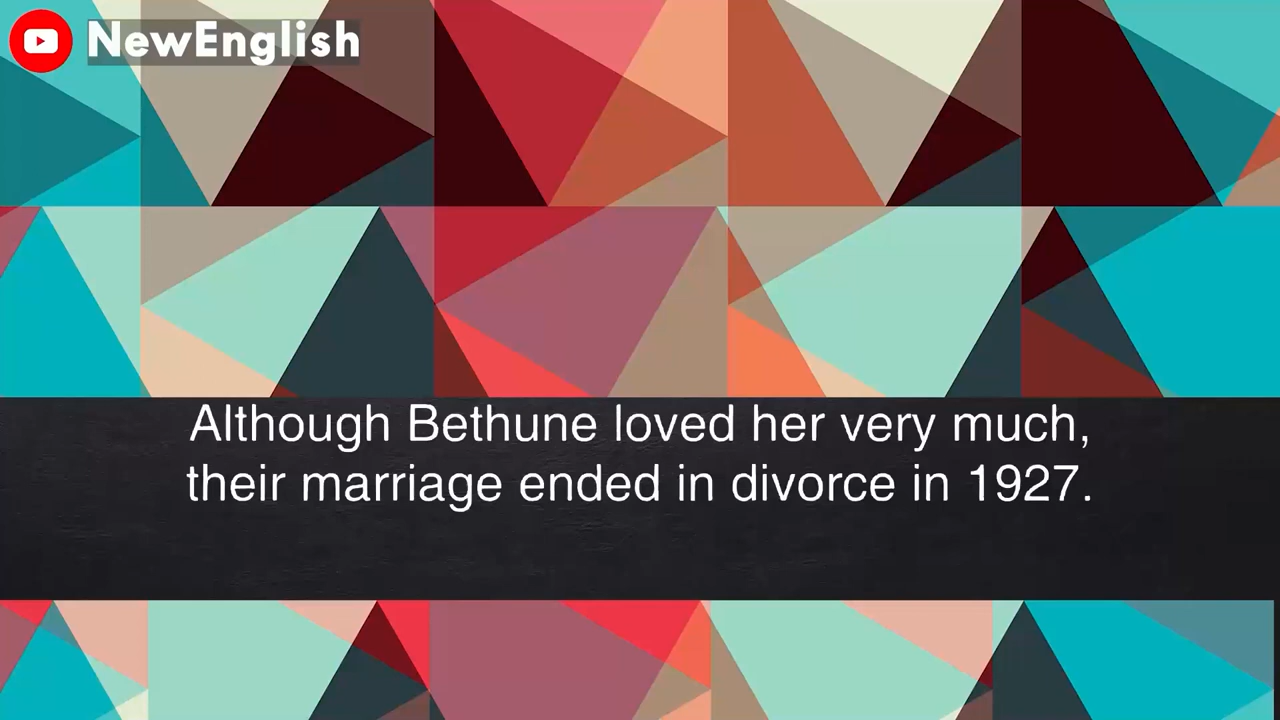 NewEnglish
Although Bethune loved her very much,
their marriage ended in divorce in 1927.